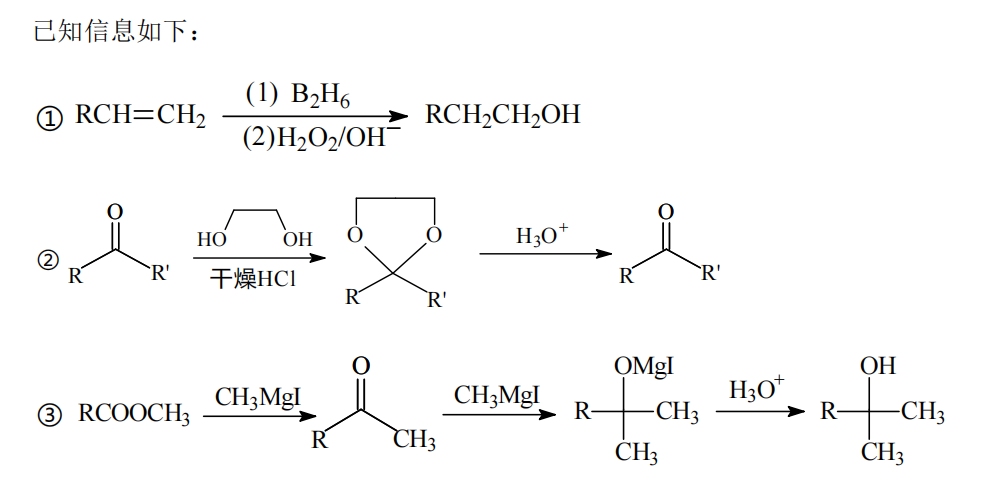 已知信息如下：
① RCH=CH₂ (1) B₂H₆ (2)H₂O₂/OH⁻ RCH₂CH₂OH
② O R R' HO OH 干燥HCl O O R R' H₃O⁺ O R R'
③ RCOOCH₃ CH₃MgI O R CH₃ CH₃MgI OMgI R CH₃ CH₃ H₃O⁺ OH R CH₃ CH₃